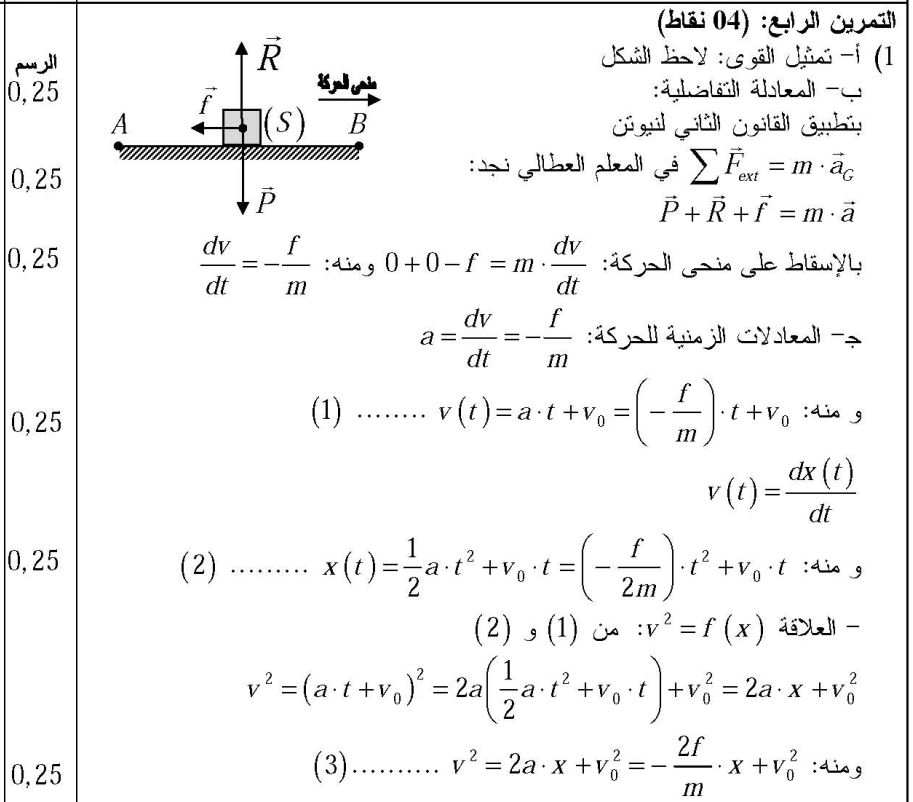 التمرين الرابع: (04 نقاط)
1) أ- تمثيل القوى: لاحظ الشكل
الرسم
0,25
R⃗
f⃗
(S)
A
B
P⃗
منحى الحركة
ب- المعادلة التفاضلية:
بتطبيق القانون الثاني لنيوتن
∑F⃗ext = m · a⃗G في المعلم العطالي نجد:
0,25
P⃗ + R⃗ + f⃗ = m · a⃗
بالإسقاط على منحى الحركة: 0 + 0 − f = m · dv/dt ومنه: dv/dt = −f/m
0,25
ج- المعادلات الزمنية للحركة: a = dv/dt = −f/m
و منه: v(t) = a · t + v₀ = (−f/m) · t + v₀ ........ (1)
0,25
v(t) = dx(t)/dt
و منه: x(t) = 1/2 a · t² + v₀ · t = (−f/2m) · t² + v₀ · t ......... (2)
0,25
- العلاقة v² = f(x): من (1) و (2)
v² = (a · t + v₀)² = 2a(1/2 a · t² + v₀ · t) + v₀² = 2a · x + v₀²
ومنه: v² = 2a · x + v₀² = −2f/m · x + v₀² .......... (3)
0,25